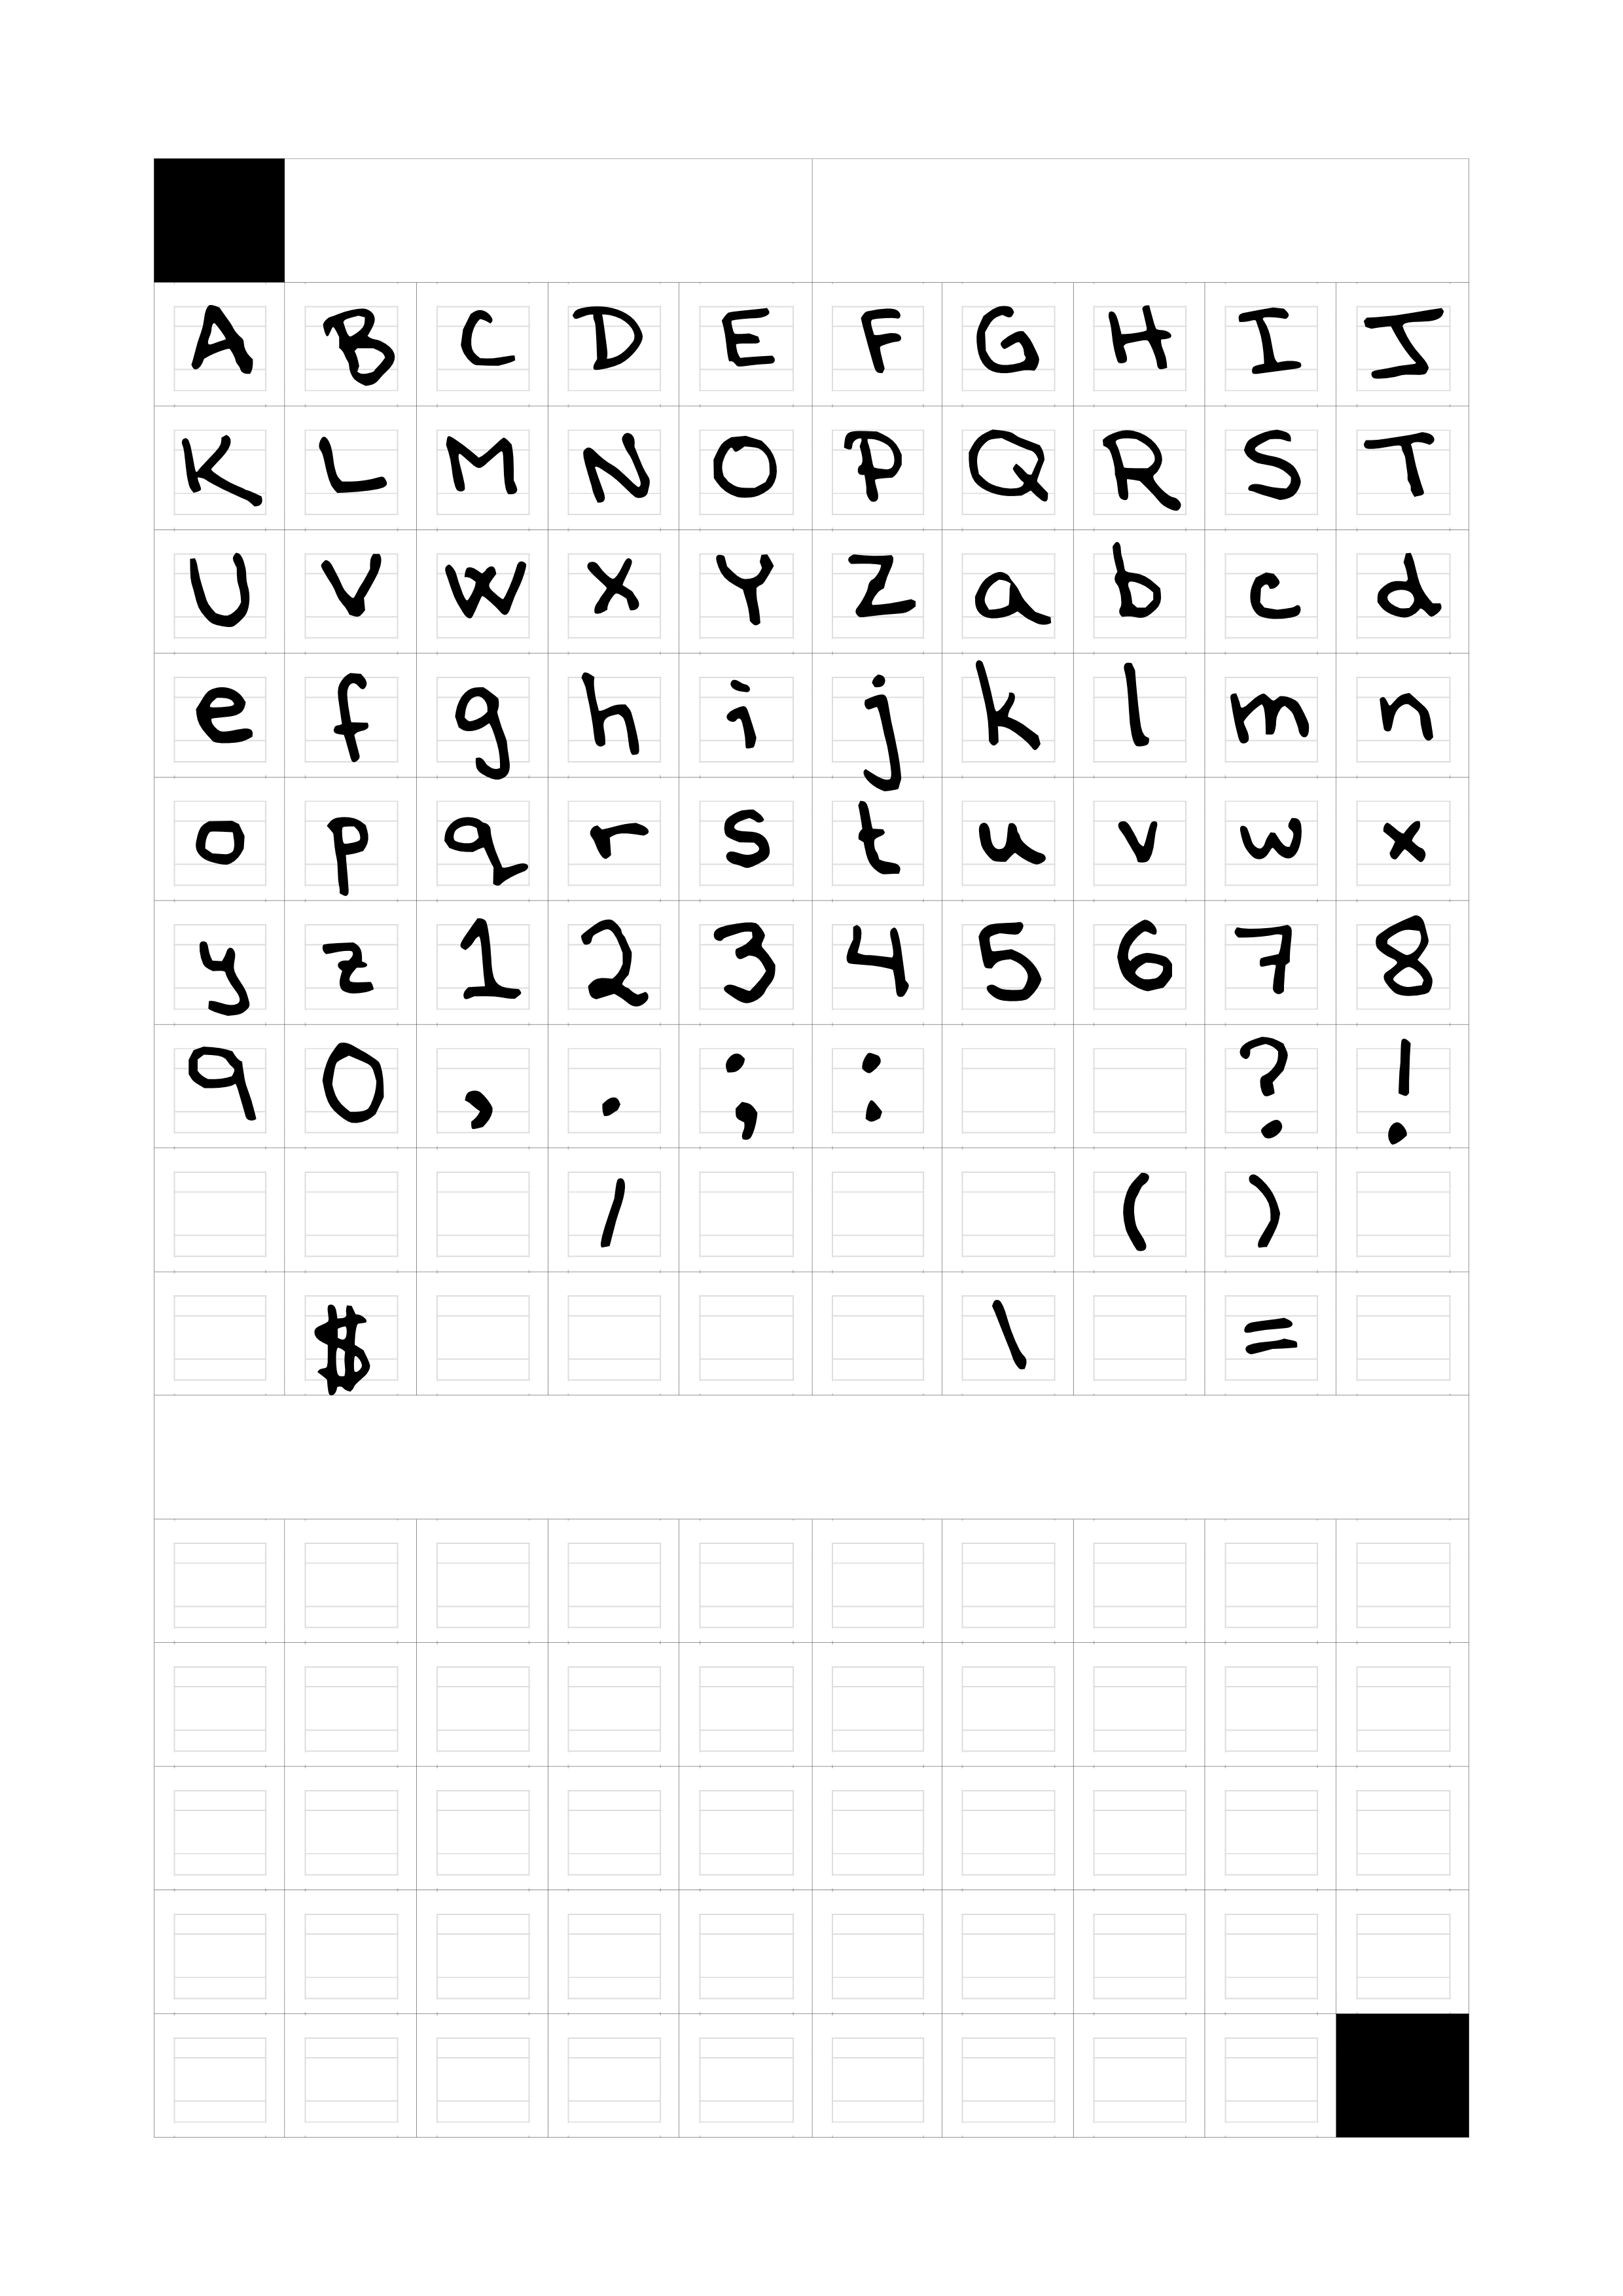 A B C D E F G H I J
K L M N O P Q R S T
U V W X Y Z a b c d
e f g h i j k l m n
o p q r s t u v w x
y z 1 2 3 4 5 6 7 8
9 0 , . ; : ? !
/ ( )
$ \ =